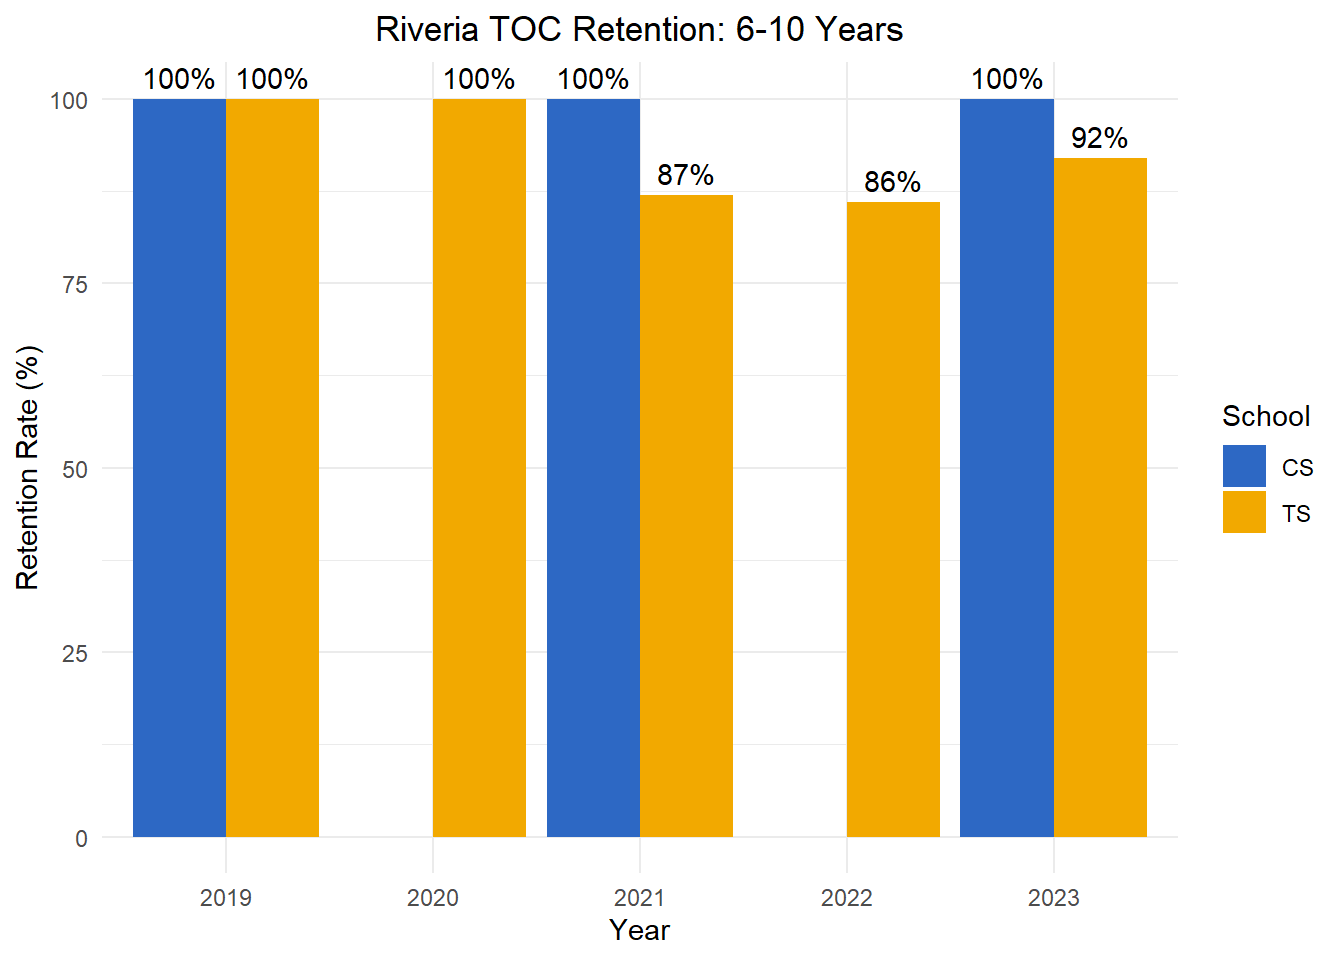 Riveria TOC Retention: 6-10 Years
100% 100% 100% 100% 87% 86% 100% 92%
100
75
50
25
0
Retention Rate (%)
2019 2020 2021 2022 2023
Year
School
CS
TS